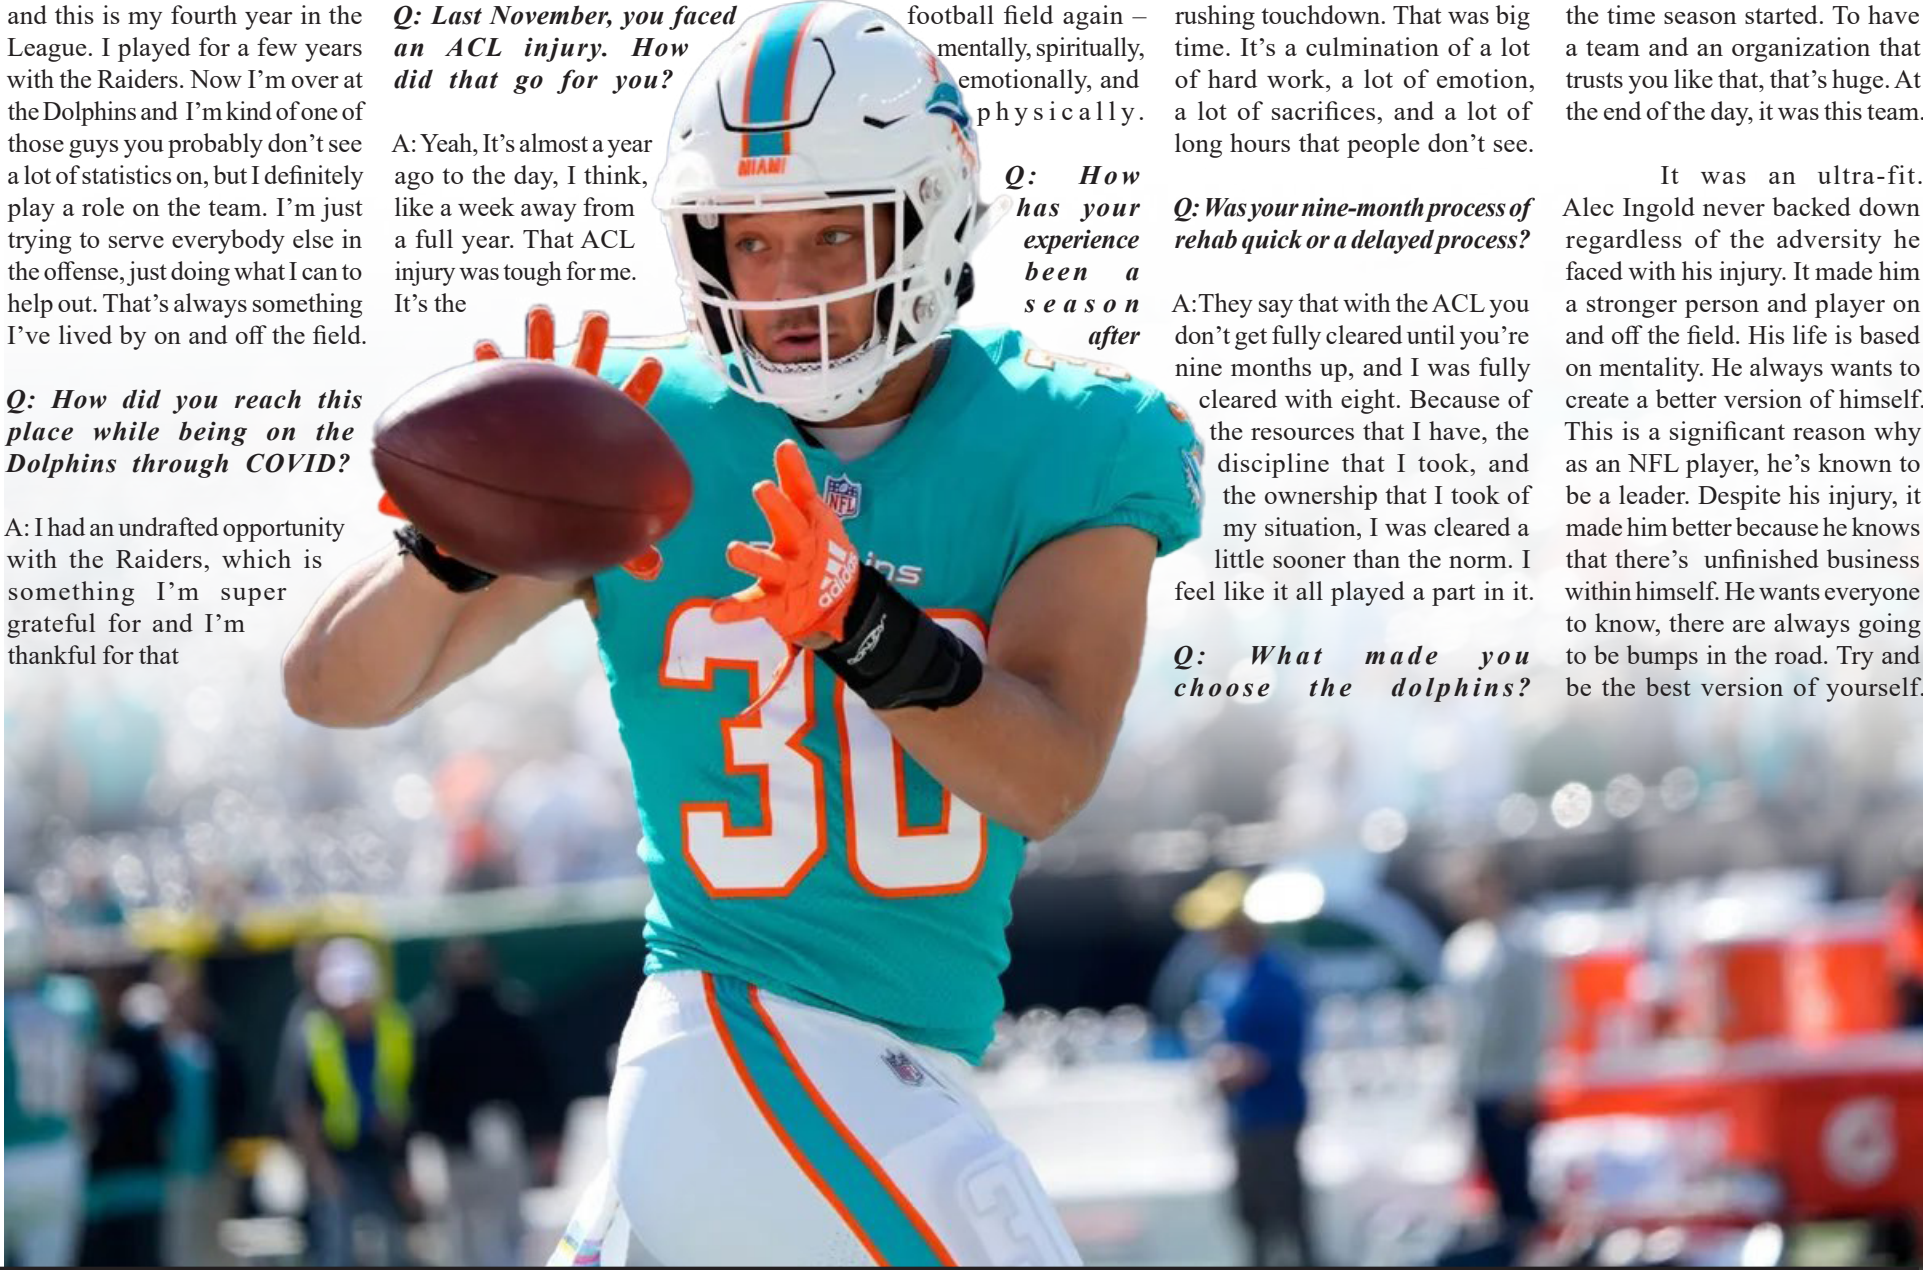 and this is my fourth year in the
League. I played for a few years
with the Raiders. Now I’m over at
the Dolphins and I’m kind of one of
those guys you probably don’t see
a lot of statistics on, but I definitely
play a role on the team. I’m just
trying to serve everybody else in
the offense, just doing what I can to
help out. That’s always something
I’ve lived by on and off the field.
Q: How did you reach this
place while being on the
Dolphins through COVID?
A: I had an undrafted opportunity
with the Raiders, which is
something I’m super
grateful for and I’m
thankful for that
Q: Last November, you faced
an ACL injury. How
did that go for you?
A: Yeah, It’s almost a year
ago to the day, I think,
like a week away from
a full year. That ACL
injury was tough for me.
It’s the
football field again –
mentally, spiritually,
emotionally, and
physically.
Q: How
has your
experience
been a
season
after
rushing touchdown. That was big
time. It’s a culmination of a lot
of hard work, a lot of emotion,
a lot of sacrifices, and a lot of
long hours that people don’t see.
Q: Was your nine-month process of
rehab quick or a delayed process?
A:They say that with the ACL you
don’t get fully cleared until you’re
nine months up, and I was fully
cleared with eight. Because of
the resources that I have, the
discipline that I took, and
the ownership that I took of
my situation, I was cleared a
little sooner than the norm. I
feel like it all played a part in it.
Q: What made you
choose the dolphins?
the time season started. To have
a team and an organization that
trusts you like that, that’s huge. At
the end of the day, it was this team.
It was an ultra-fit.
Alec Ingold never backed down
regardless of the adversity he
faced with his injury. It made him
a stronger person and player on
and off the field. His life is based
on mentality. He always wants to
create a better version of himself.
This is a significant reason why
as an NFL player, he’s known to
be a leader. Despite his injury, it
made him better because he knows
that there’s unfinished business
within himself. He wants everyone
to know, there are always going
to be bumps in the road. Try and
be the best version of yourself.
MIAMI
NFL
adidas
30